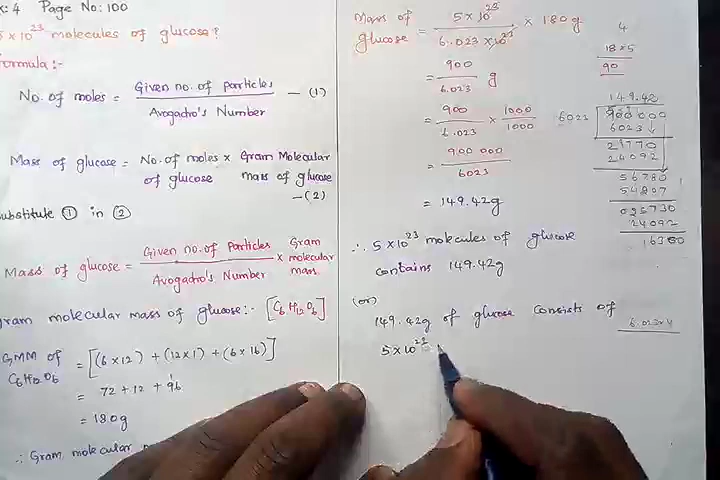 x:4 Page No: 100
5×10²³ molecules of glucose?
Formula:-
No. of moles = Given no. of particles / Avogadro's Number — (1)
Mass of glucose = No. of moles × Gram Molecular
of glucose mass of glucose
— (2)
substitute ① in ②
Mass of glucose = Given no. of particles / Avogadro's Number × Gram molecular mass
Gram molecular mass of glucose:- [C₆H₁₂O₆]
GMM of C₆H₁₂O₆ = [(6×12) + (12×1) + (6×16)]
= 72 + 12 + 96
= 180g
∴ Gram molecular
Mass of glucose = 5×10²³ / 6.023×10²³ × 180g
= 900 / 6.023 g
= 900 / 6.023 × 1000 / 1000
= 900 000 / 6023
= 149.42g
∴ 5×10²³ molecules of glucose
contains 149.42g
(or)
149.42g of glucose consists of
5×10²³
4
18×5
90
149.42
6023 900000
6023
29770
24092
56780
54207
025730
24092